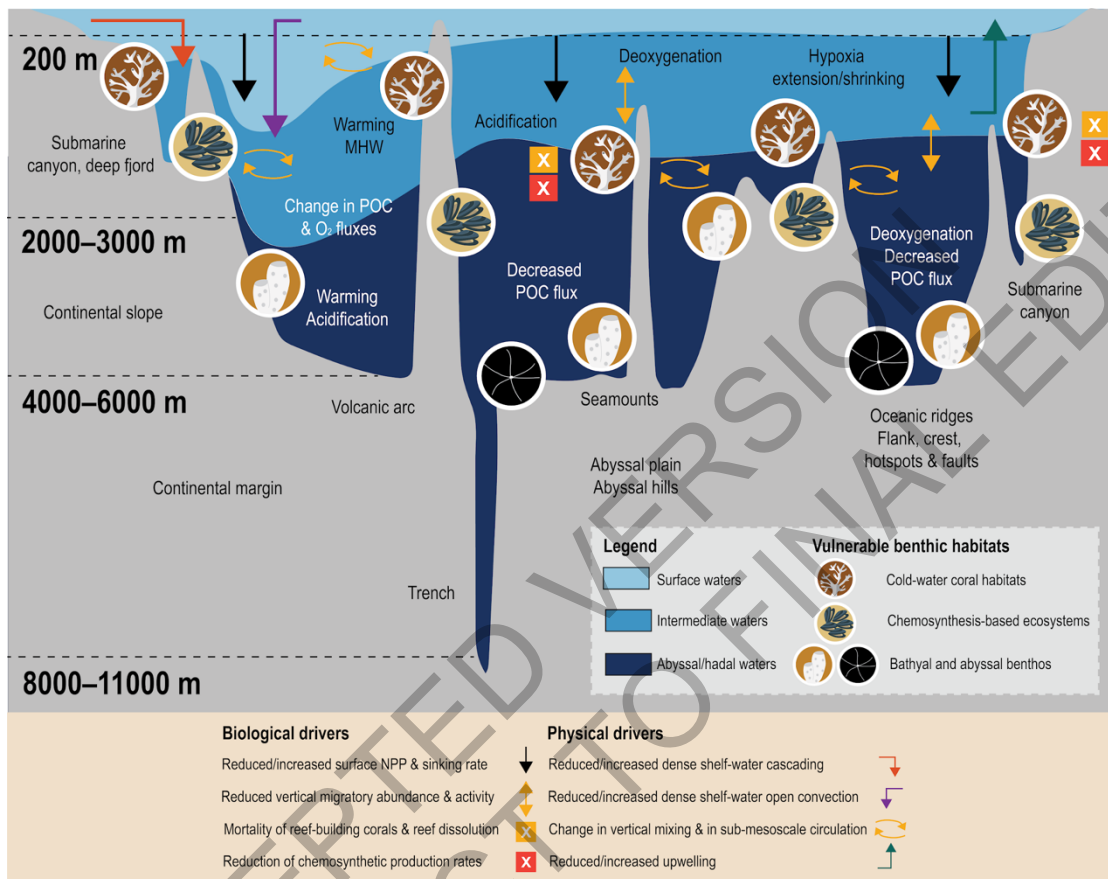 200 m
Deoxygenation
Hypoxia
extension/shrinking
Submarine
canyon, deep fjord
Warming
MHW
Acidification
X
X
X
X
Change in POC
& O₂ fluxes
2000–3000 m
Continental slope
Warming
Acidification
Decreased
POC flux
Deoxygenation
Decreased
POC flux
Submarine
canyon
4000–6000 m
Volcanic arc
Seamounts
Oceanic ridges
Flank, crest,
hotspots & faults
Continental margin
Abyssal plain
Abyssal hills
Trench
8000–11000 m
Legend
Surface waters
Intermediate waters
Abyssal/hadal waters
Vulnerable benthic habitats
Cold-water coral habitats
Chemosynthesis-based ecosystems
Bathyal and abyssal benthos
Biological drivers
Reduced/increased surface NPP & sinking rate
Reduced vertical migratory abundance & activity
Mortality of reef-building corals & reef dissolution
X
Reduction of chemosynthetic production rates
X
Physical drivers
Reduced/increased dense shelf-water cascading
Reduced/increased dense shelf-water open convection
Change in vertical mixing & in sub-mesoscale circulation
Reduced/increased upwelling
EPTED VERSION
CT TO FINAL EDI